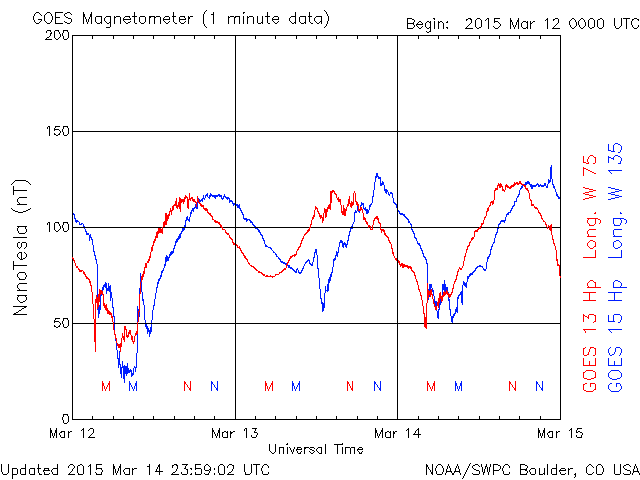 GOES Magnetometer (1 minute data)
Begin: 2015 Mar 12 0000 UTC
200
150
100
50
0
NanoTesla (nT)
M M N N M M N N M M N N
Mar 12 Mar 13 Mar 14 Mar 15
Universal Time
GOES 13 Hp Long. W 75
GOES 15 Hp Long. W 135
Updated 2015 Mar 14 23:59:02 UTC
NOAA/SWPC Boulder, CO USA